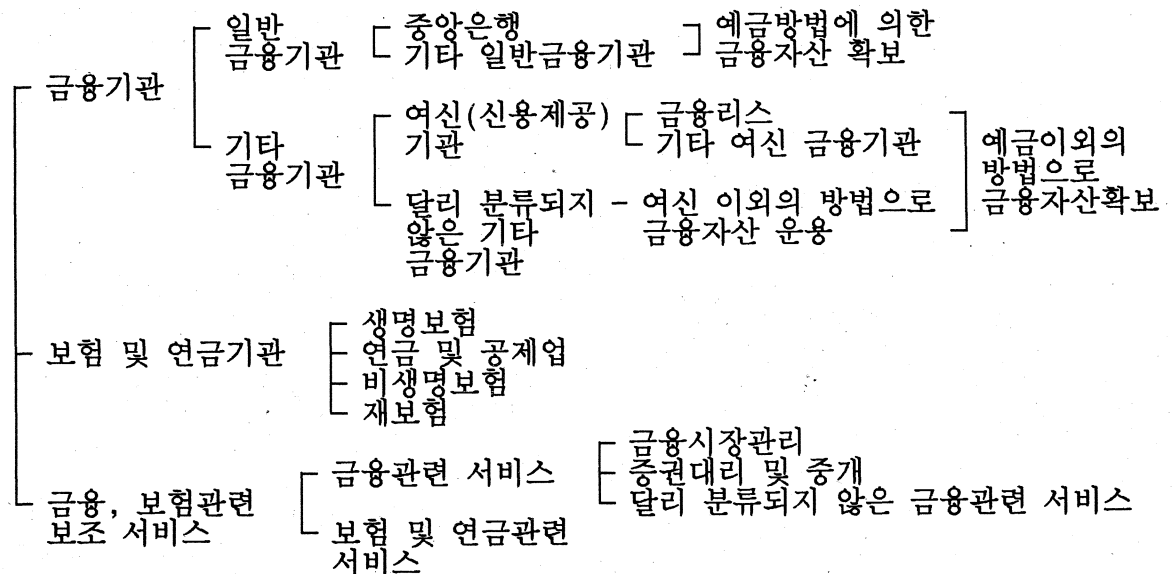 일반
금융기관
중앙은행
기타 일반금융기관
예금방법에 의한
금융자산 확보
금융기관
기타
금융기관
여신(신용제공)
기관
금융리스
기타 여신 금융기관
달리 분류되지
않은 기타
금융기관
- 여신 이외의 방법으로
금융자산 운용
예금이외의
방법으로
금융자산확보
보험 및 연금기관
생명보험
연금 및 공제업
비생명보험
재보험
금융, 보험관련
보조 서비스
금융관련 서비스
금융시장관리
증권대리 및 중개
달리 분류되지 않은 금융관련 서비스
보험 및 연금관련
서비스